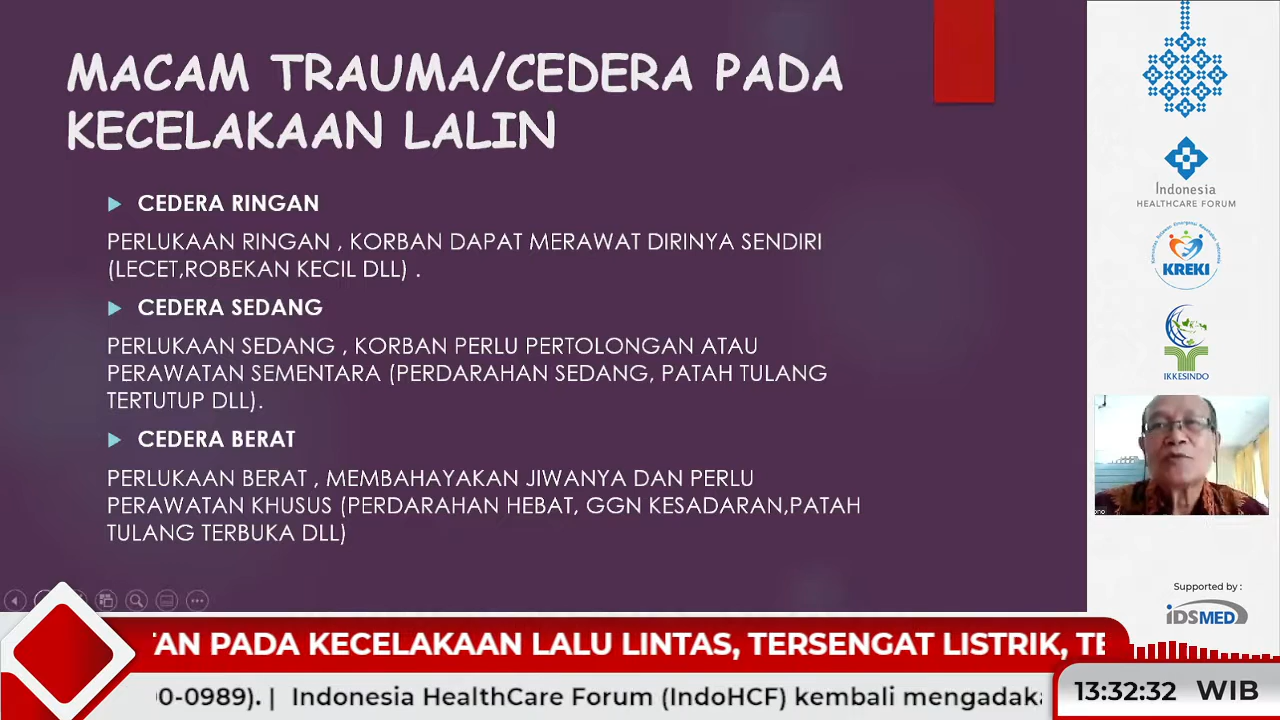 MACAM TRAUMA/CEDERA PADA
KECELAKAAN LALIN
CEDERA RINGAN
PERLUKAAN RINGAN , KORBAN DAPAT MERAWAT DIRINYA SENDIRI
(LECET,ROBEKAN KECIL DLL) .
CEDERA SEDANG
PERLUKAAN SEDANG , KORBAN PERLU PERTOLONGAN ATAU
PERAWATAN SEMENTARA (PERDARAHAN SEDANG, PATAH TULANG
TERTUTUP DLL).
CEDERA BERAT
PERLUKAAN BERAT , MEMBAHAYAKAN JIWANYA DAN PERLU
PERAWATAN KHUSUS (PERDARAHAN HEBAT, GGN KESADARAN,PATAH
TULANG TERBUKA DLL)
Indonesia
HEALTHCARE FORUM
KREKI
IKKESINDO
Supported by :
iDSMED
TAN PADA KECELAKAAN LALU LINTAS, TERSENGAT LISTRIK, TE
00-0989). | Indonesia HealthCare Forum (IndoHCF) kembali mengadaka
13:32:32 WIB